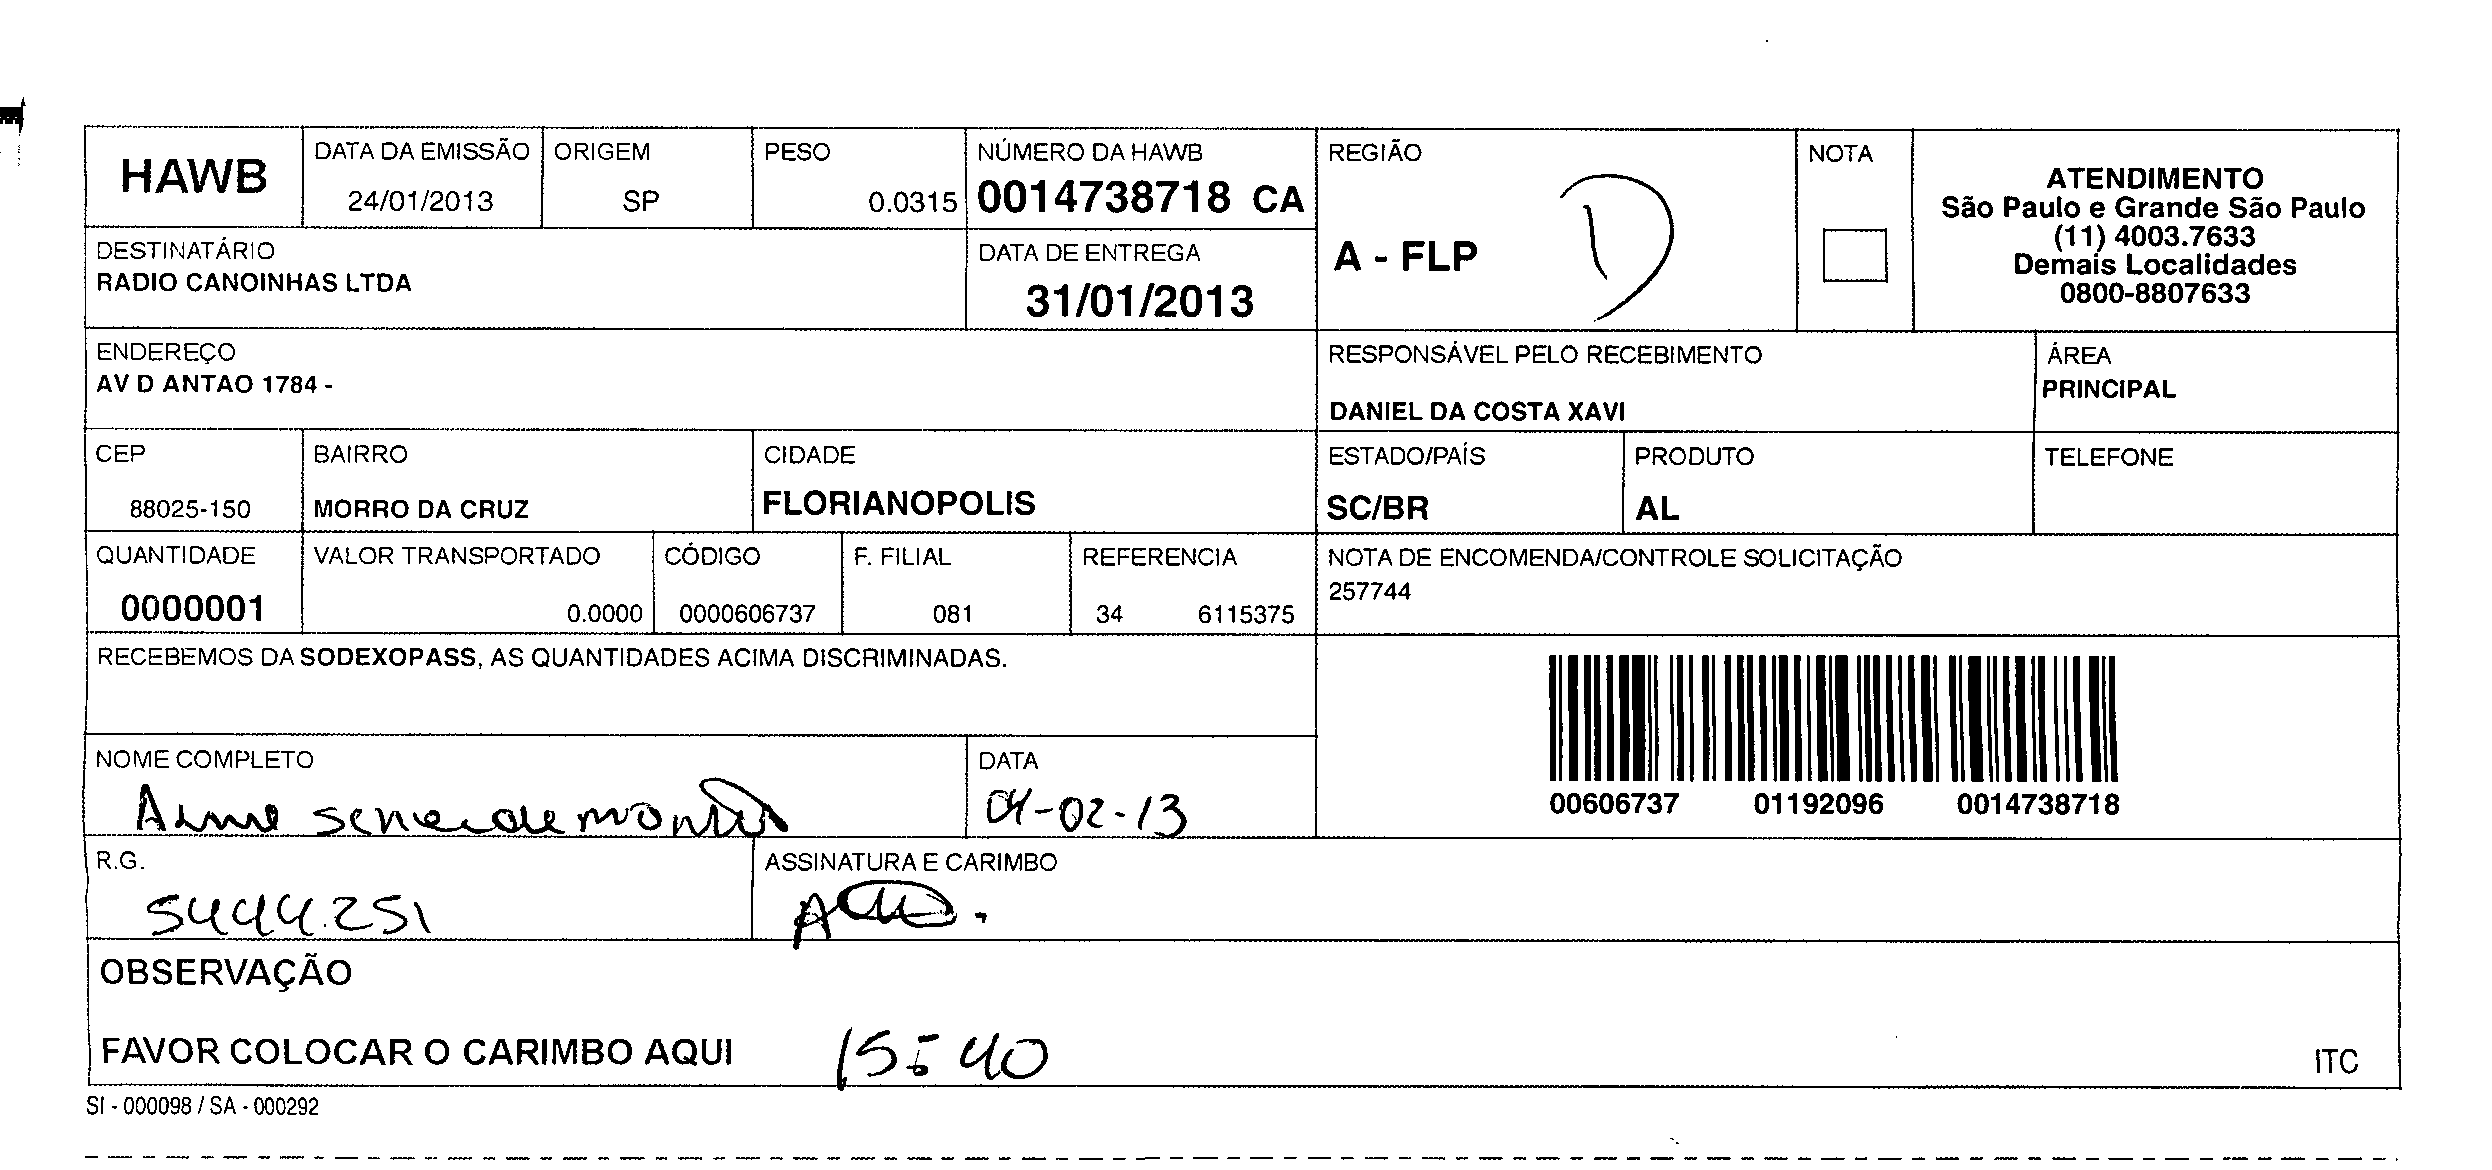 HAWB
DATA DA EMISSÃO
24/01/2013
ORIGEM
SP
PESO
0.0315
NÚMERO DA HAWB
0014738718 CA
REGIÃO
A - FLP
D
NOTA
ATENDIMENTO
São Paulo e Grande São Paulo
(11) 4003.7633
Demais Localidades
0800-8807633
DESTINATÁRIO
RADIO CANOINHAS LTDA
DATA DE ENTREGA
31/01/2013
ENDEREÇO
AV D ANTAO 1784 -
RESPONSÁVEL PELO RECEBIMENTO
DANIEL DA COSTA XAVI
ÁREA
PRINCIPAL
CEP
88025-150
BAIRRO
MORRO DA CRUZ
CIDADE
FLORIANOPOLIS
ESTADO/PAÍS
SC/BR
PRODUTO
AL
TELEFONE
QUANTIDADE
0000001
VALOR TRANSPORTADO
0.0000
CÓDIGO
0000606737
F. FILIAL
081
REFERENCIA
34 6115375
NOTA DE ENCOMENDA/CONTROLE SOLICITAÇÃO
257744
RECEBEMOS DA SODEXOPASS, AS QUANTIDADES ACIMA DISCRIMINADAS.
00606737 01192096 0014738718
NOME COMPLETO
DATA
04-02-13
R.G.
5444.251
ASSINATURA E CARIMBO
OBSERVAÇÃO
FAVOR COLOCAR O CARIMBO AQUI
15:40
ITC
SI - 000098 / SA - 000292